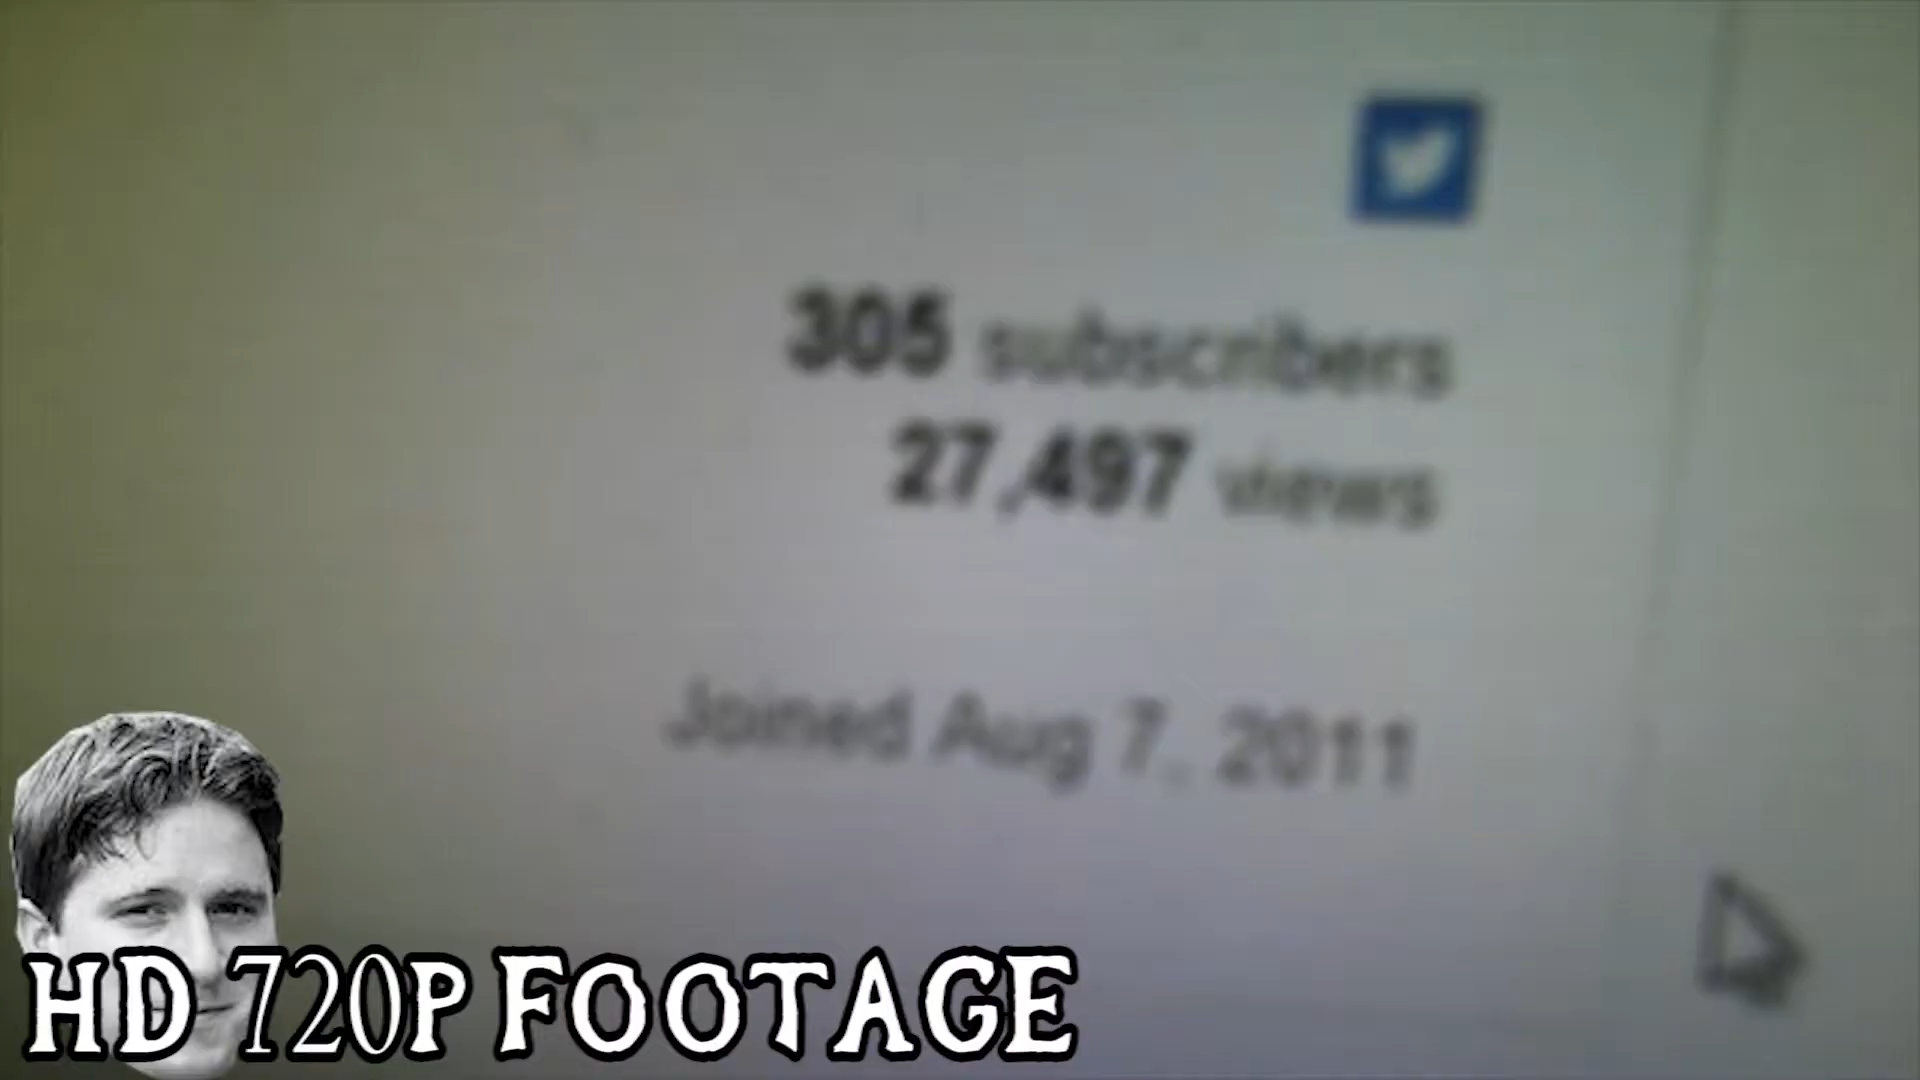 305 subscribers
27,497 views
Joined Aug 7, 2011
HD 720P FOOTAGE